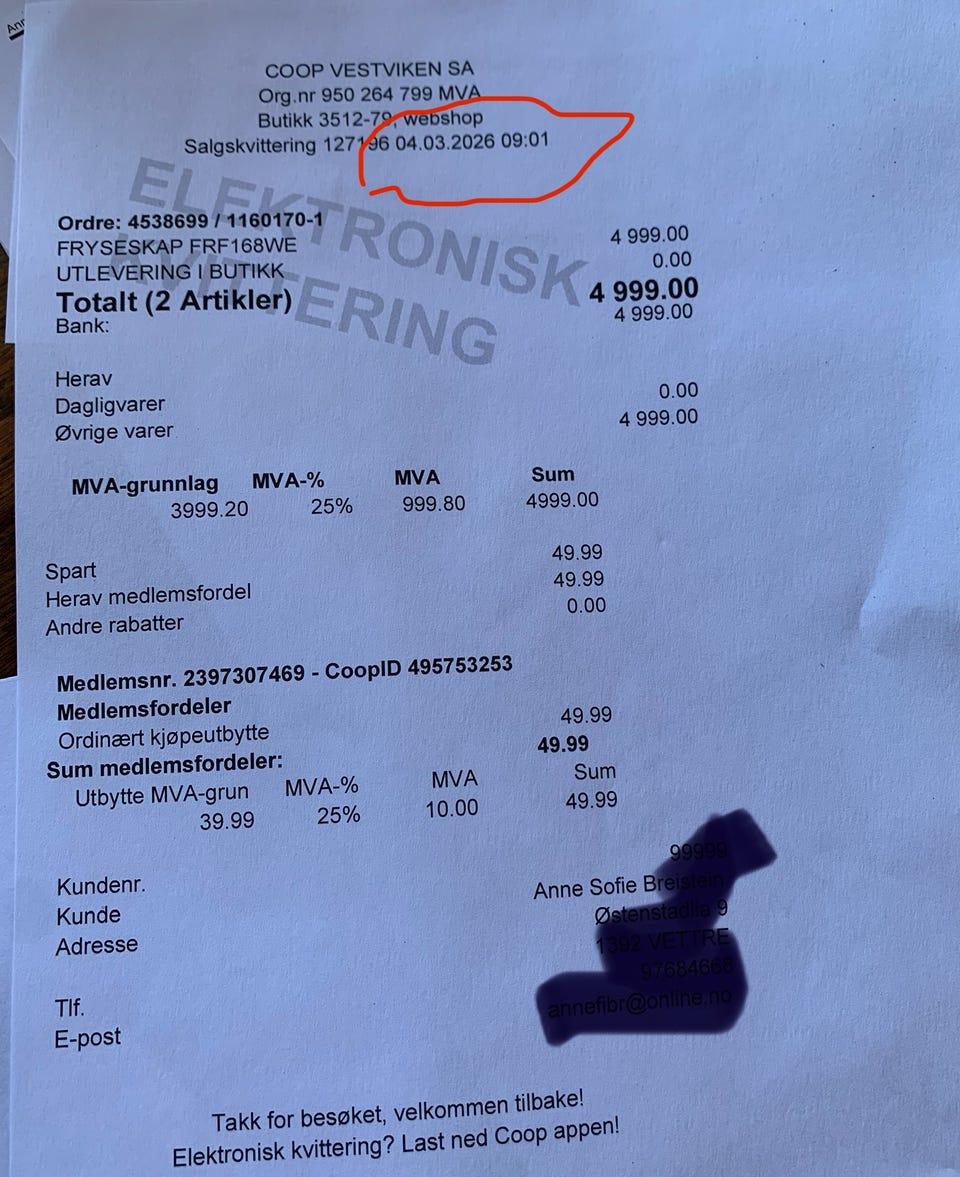 COOP VESTVIKEN SA
Org.nr 950 264 799 MVA
Butikk 3512-79, webshop
Salgskvittering 127196 04.03.2026 09:01
ELEKTRONISK
KVITTERING
Ordre: 4538699 / 1160170-1
FRYSESKAP FRF168WE 4 999.00
UTLEVERING I BUTIKK 0.00
Totalt (2 Artikler) 4 999.00
Bank: 4 999.00
Herav
Dagligvarer 0.00
Øvrige varer 4 999.00
MVA-grunnlag MVA-% MVA Sum
3999.20 25% 999.80 4999.00
Spart 49.99
Herav medlemsfordel 49.99
Andre rabatter 0.00
Medlemsnr. 2397307469 - CoopID 495753253
Medlemsfordeler
Ordinært kjøpeutbytte 49.99
Sum medlemsfordeler: 49.99
Utbytte MVA-grun MVA-% MVA Sum
39.99 25% 10.00 49.99
Kundenr.
Kunde Anne Sofie
Adresse
Tlf.
E-post
Takk for besøket, velkommen tilbake!
Elektronisk kvittering? Last ned Coop appen!